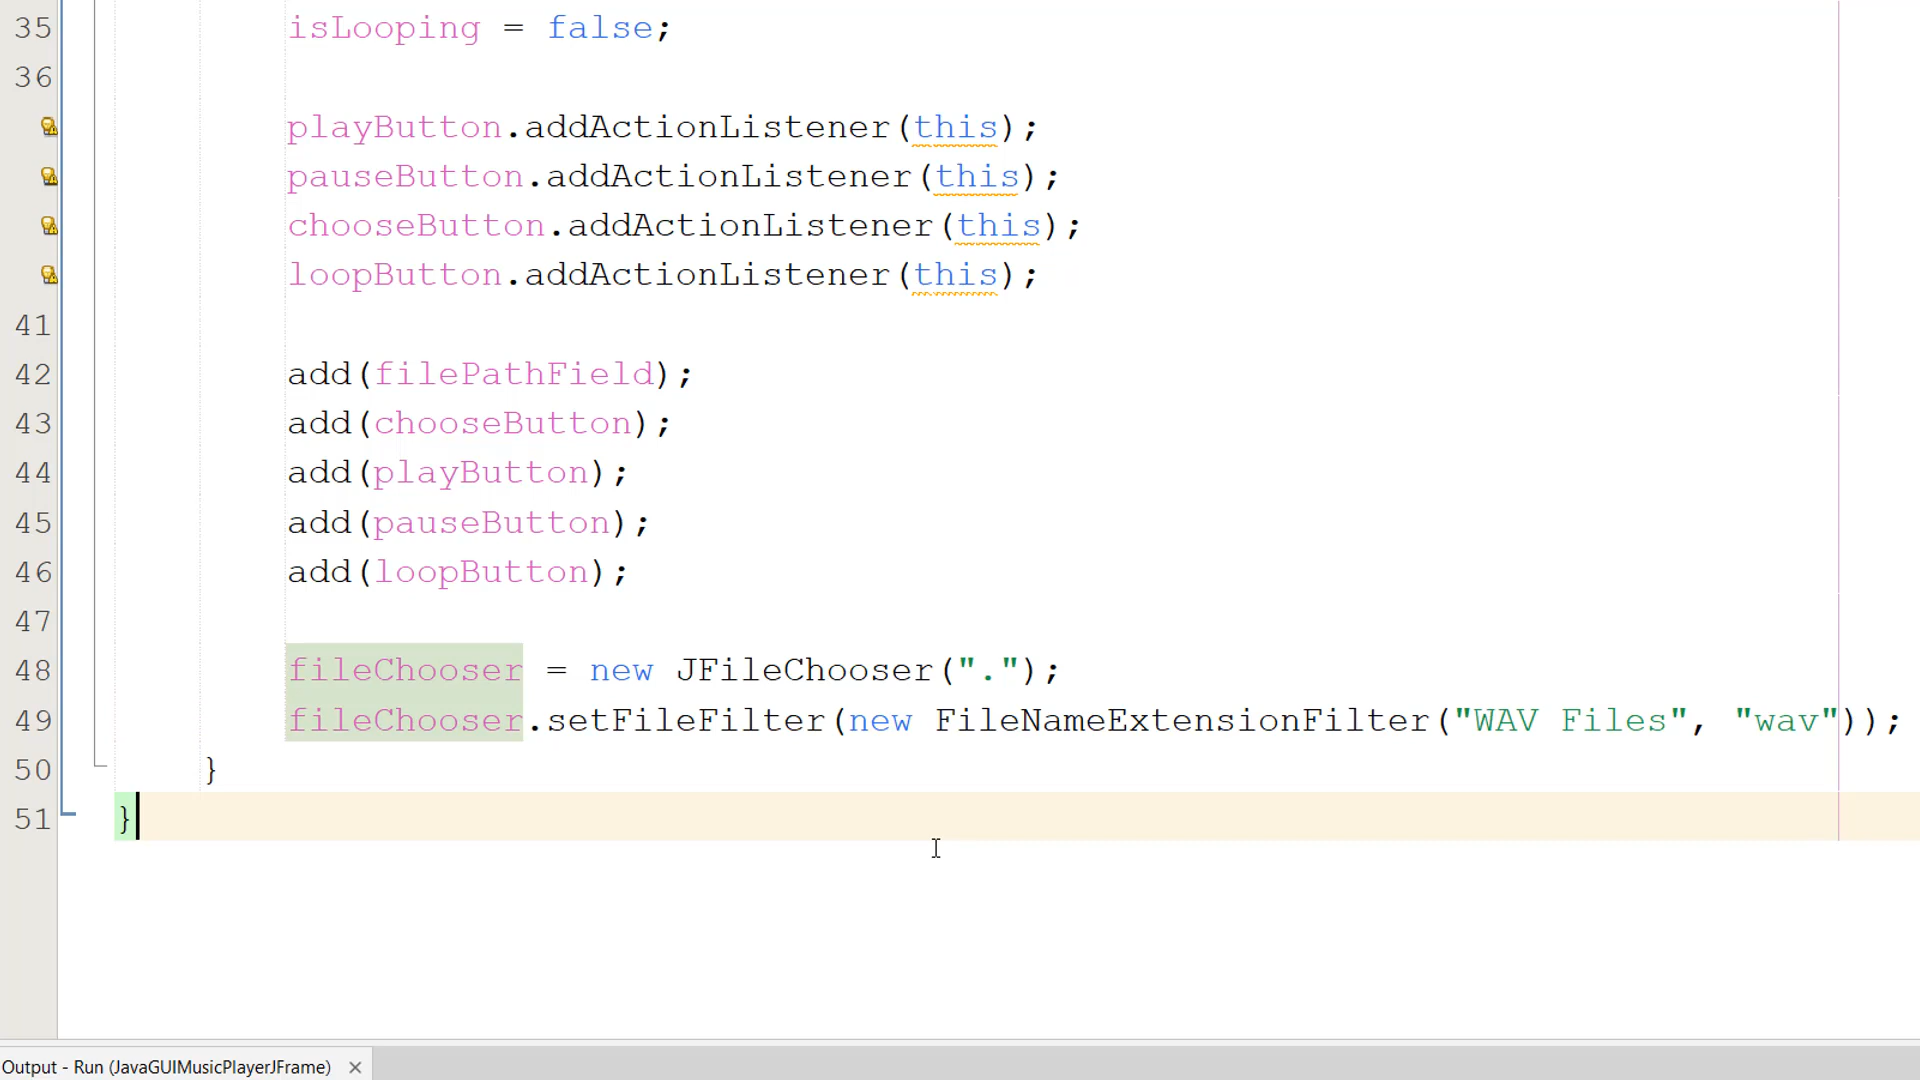 35 isLooping = false;
36
playButton.addActionListener(this);
pauseButton.addActionListener(this);
chooseButton.addActionListener(this);
loopButton.addActionListener(this);
41
42 add(filePathField);
43 add(chooseButton);
44 add(playButton);
45 add(pauseButton);
46 add(loopButton);
47
48 fileChooser = new JFileChooser(".");
49 fileChooser.setFileFilter(new FileNameExtensionFilter("WAV Files", "wav"));
50 }
51 }
Output - Run (JavaGUIMusicPlayerJFrame)